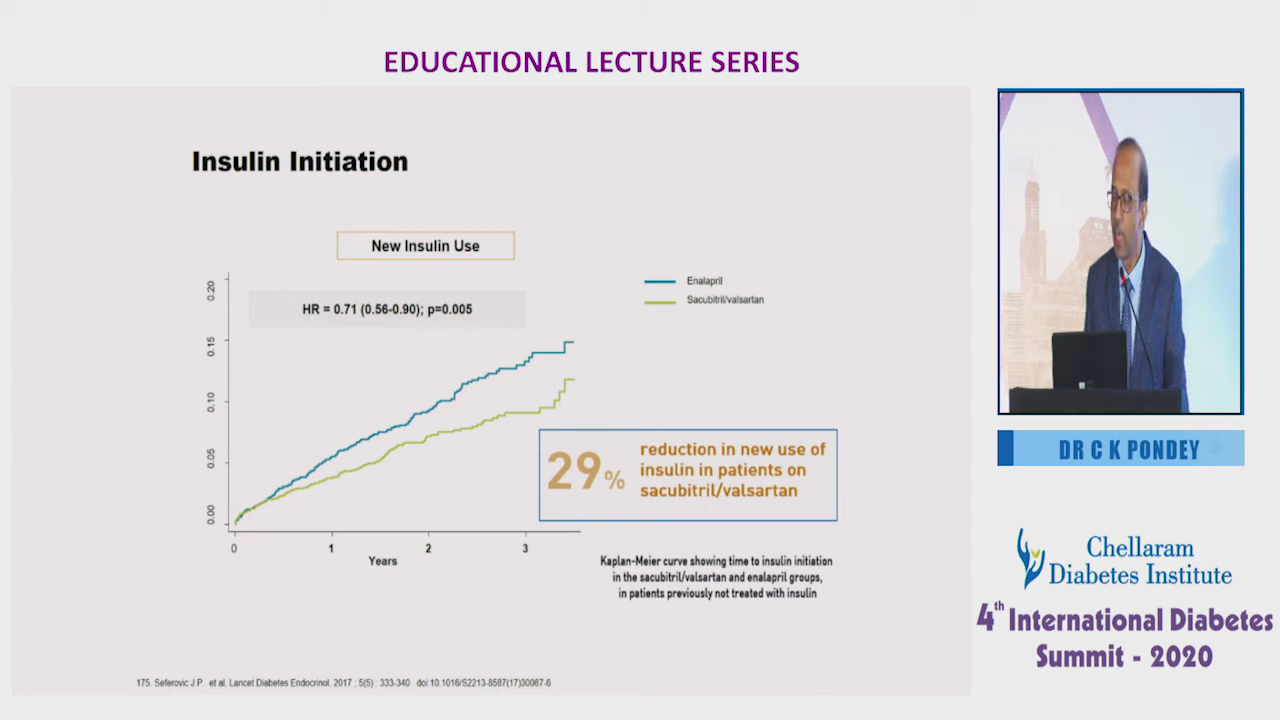 EDUCATIONAL LECTURE SERIES
Insulin Initiation
New Insulin Use
HR = 0.71 (0.56-0.90); p=0.005
Enalapril
Sacubitril/valsartan
0.20
0.15
0.10
0.05
0.00
0 1 2 3
Years
29% reduction in new use of
insulin in patients on
sacubitril/valsartan
Kaplan-Meier curve showing time to insulin initiation
in the sacubitril/valsartan and enalapril groups,
in patients previously not treated with insulin
175. Seferovic J P. et al. Lancet Diabetes Endocrinol. 2017 ; 5(5) : 333-340. doi:10.1016/S2213-8587(17)30087-6
DR C K PONDEY
Chellaram
Diabetes Institute
4th International Diabetes
Summit - 2020